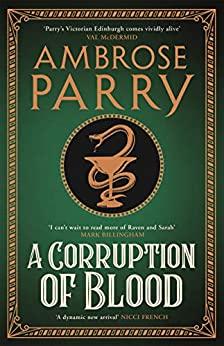 'Parry's Victorian Edinburgh comes vividly alive'
VAL McDERMID
AMBROSE
PARRY
'I can't wait to read more of Raven and Sarah'
MARK BILLINGHAM
A CORRUPTION
OF BLOOD
'A dynamic new arrival' NICCI FRENCH